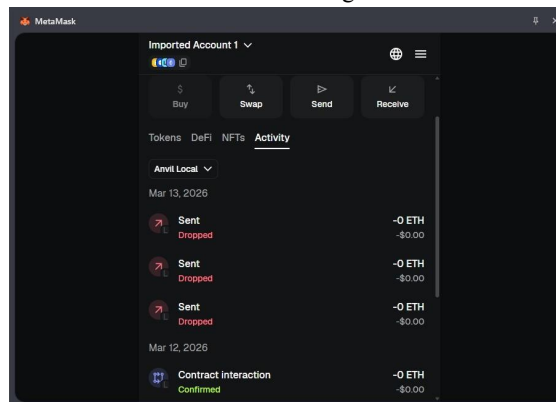 MetaMask
Imported Account 1
Buy
Swap
Send
Receive
Tokens DeFi NFTs Activity
Anvil Local
Mar 13, 2026
Sent -0 ETH
Dropped -$0.00
Sent -0 ETH
Dropped -$0.00
Sent -0 ETH
Dropped -$0.00
Mar 12, 2026
Contract interaction -0 ETH
Confirmed -$0.00